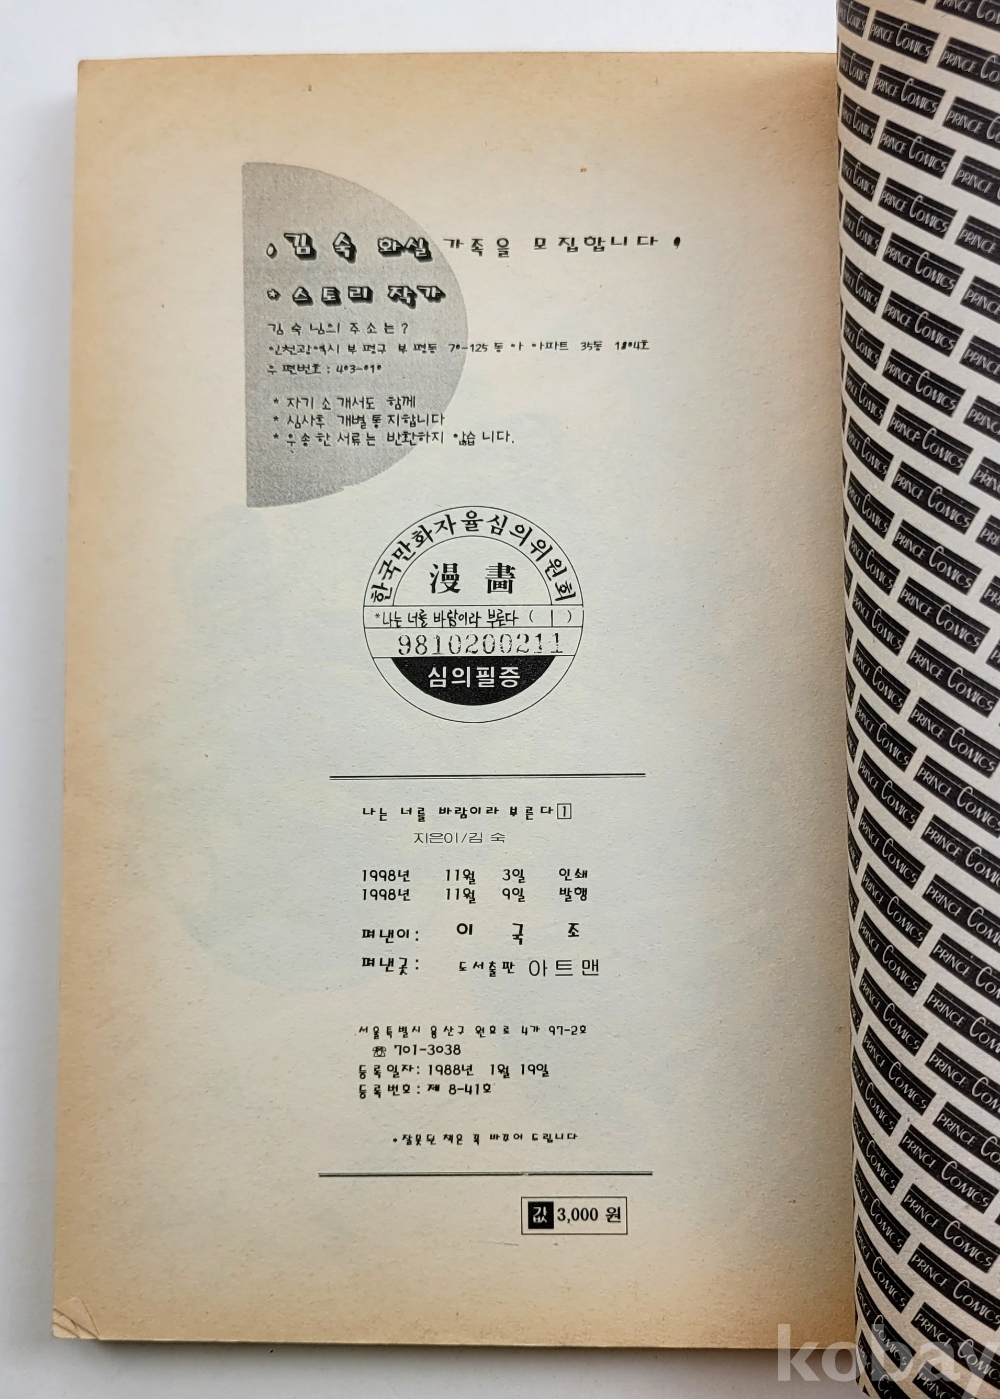 김 숙 화실 가족을 모집합니다
* 스토리 작가
김 숙 님의 주소는?
인천광역시 부평구 부평동 70-125 동아 아파트 35동 1804호
우편번호 : 403-010
* 자기소개서도 함께
* 심사후 개별통지합니다
* 우송한 서류는 반환하지 않습니다.
한국만화자율심의위원회
漫 畵
*나는 너를 바람이라 부른다 ( 1 )
9810200211
심의필증
나는 너를 바람이라 부른다 1
지은이/김 숙
1998년 11월 3일 인쇄
1998년 11월 9일 발행
펴낸이: 이 국 조
펴낸곳: 도서출판 아트맨
서울특별시 용산구 원효로 4가 97-2호
☏ 701-3038
등록일자: 1988년 1월 19일
등록번호: 제 8-41호
*잘못된 책은 꼭 바꾸어 드립니다
값 3,000 원
PRINCE COMICS
kobay